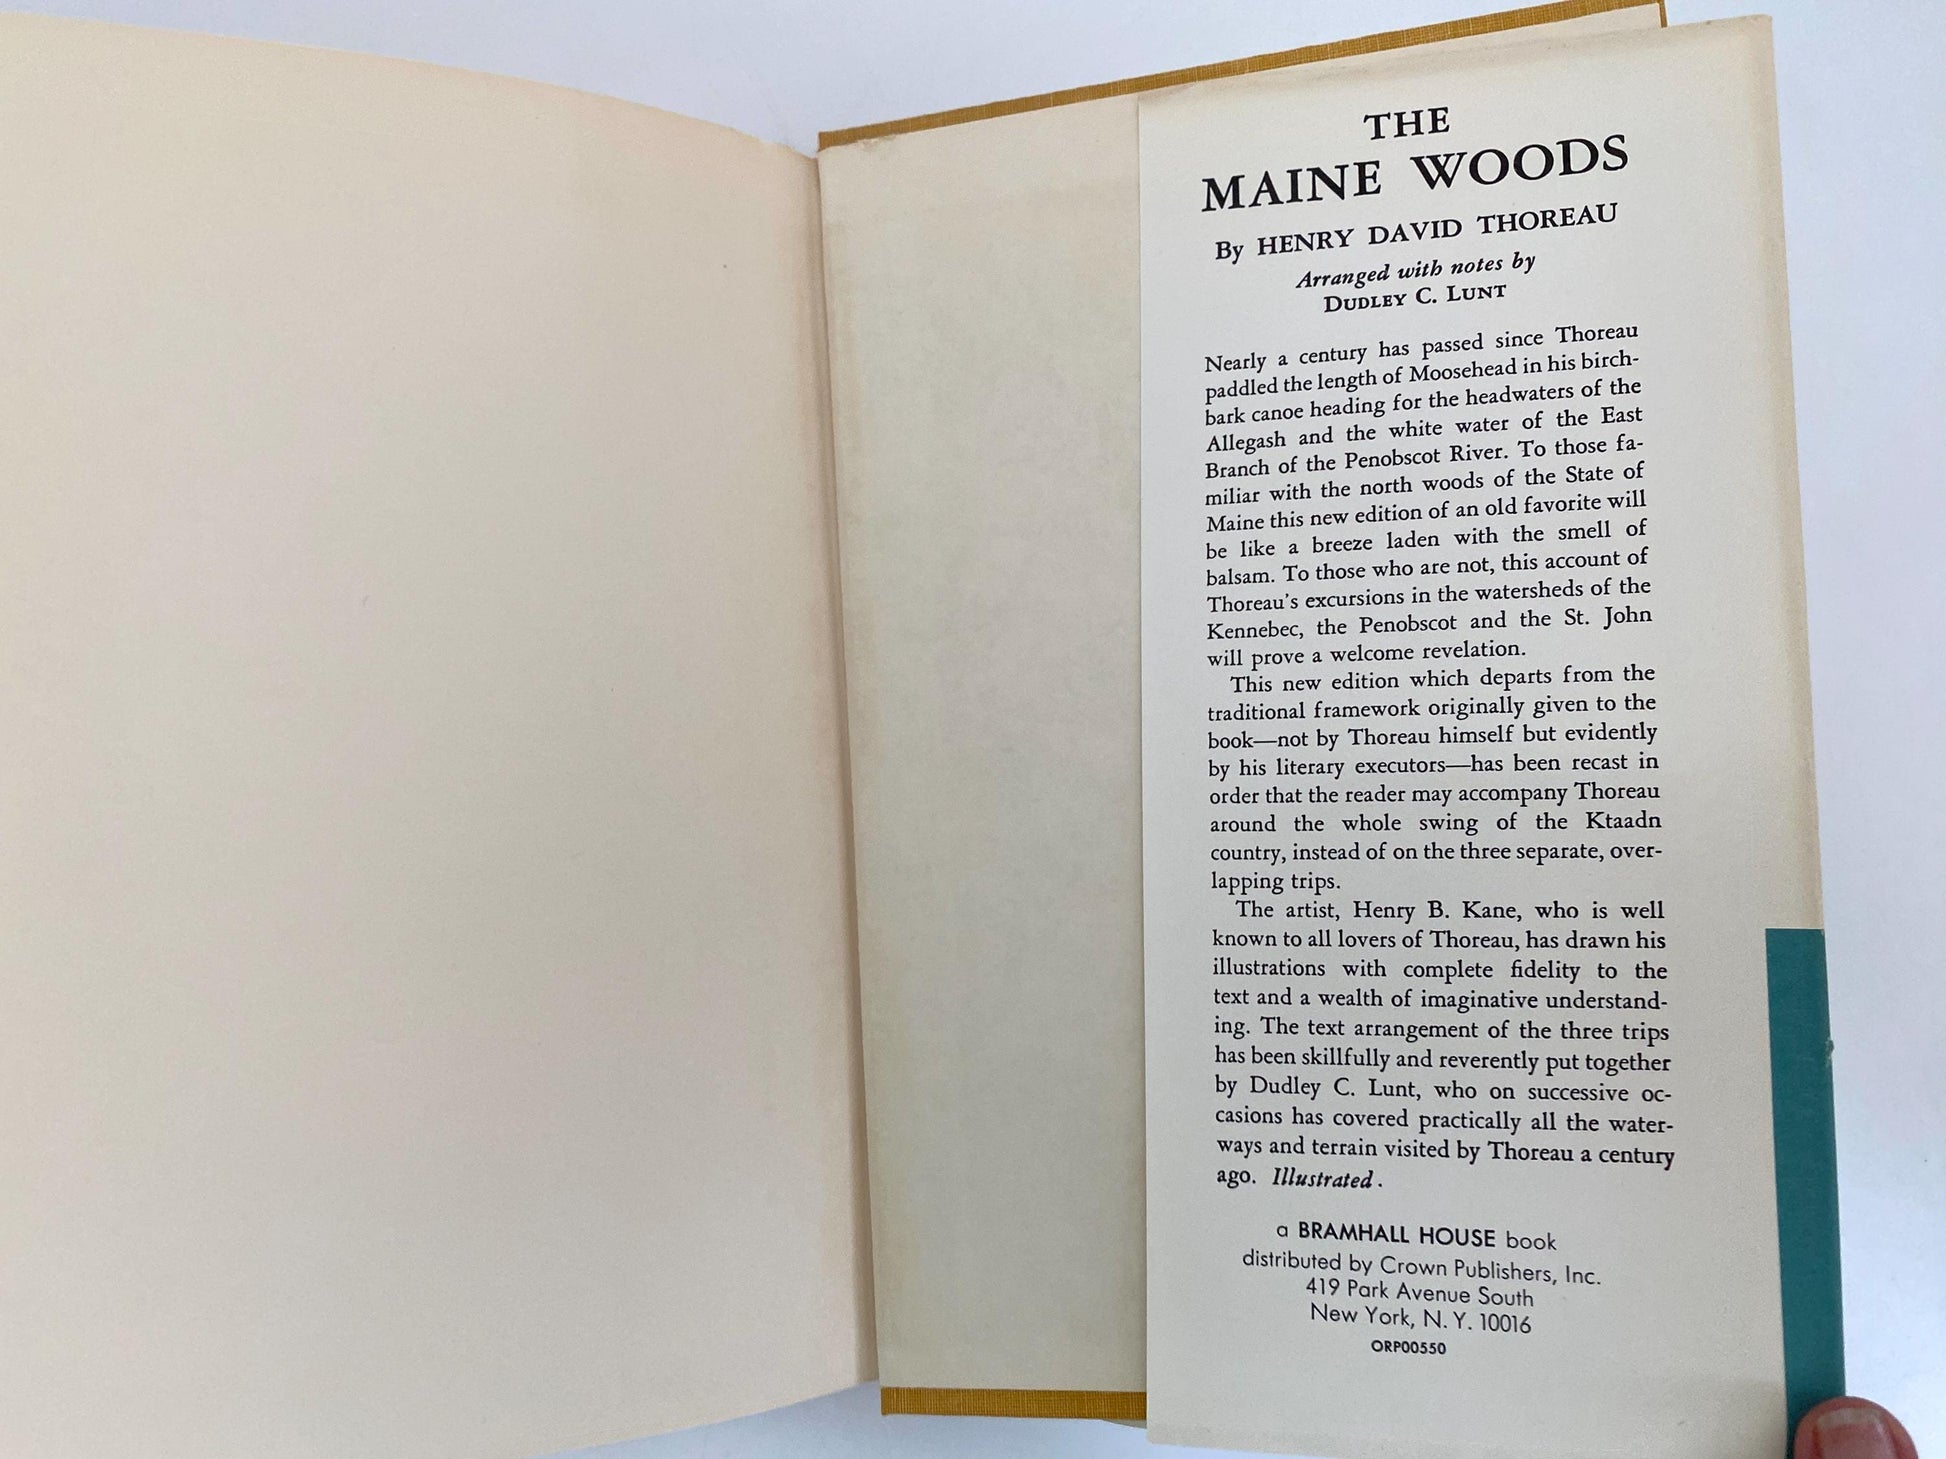 THE
MAINE WOODS
By HENRY DAVID THOREAU
Arranged with notes by
DUDLEY C. LUNT
Nearly a century has passed since Thoreau
paddled the length of Moosehead in his birch-
bark canoe heading for the headwaters of the
Allegash and the white water of the East
Branch of the Penobscot River. To those fa-
miliar with the north woods of the State of
Maine this new edition of an old favorite will
be like a breeze laden with the smell of
balsam. To those who are not, this account of
Thoreau's excursions in the watersheds of the
Kennebec, the Penobscot and the St. John
will prove a welcome revelation.
This new edition which departs from the
traditional framework originally given to the
book—not by Thoreau himself but evidently
by his literary executors—has been recast in
order that the reader may accompany Thoreau
around the whole swing of the Ktaadn
country, instead of on the three separate, over-
lapping trips.
The artist, Henry B. Kane, who is well
known to all lovers of Thoreau, has drawn his
illustrations with complete fidelity to the
text and a wealth of imaginative understand-
ing. The text arrangement of the three trips
has been skillfully and reverently put together
by Dudley C. Lunt, who on successive oc-
casions has covered practically all the water-
ways and terrain visited by Thoreau a century
ago. Illustrated.
a BRAMHALL HOUSE book
distributed by Crown Publishers, Inc.
419 Park Avenue South
New York, N. Y. 10016
ORP00550